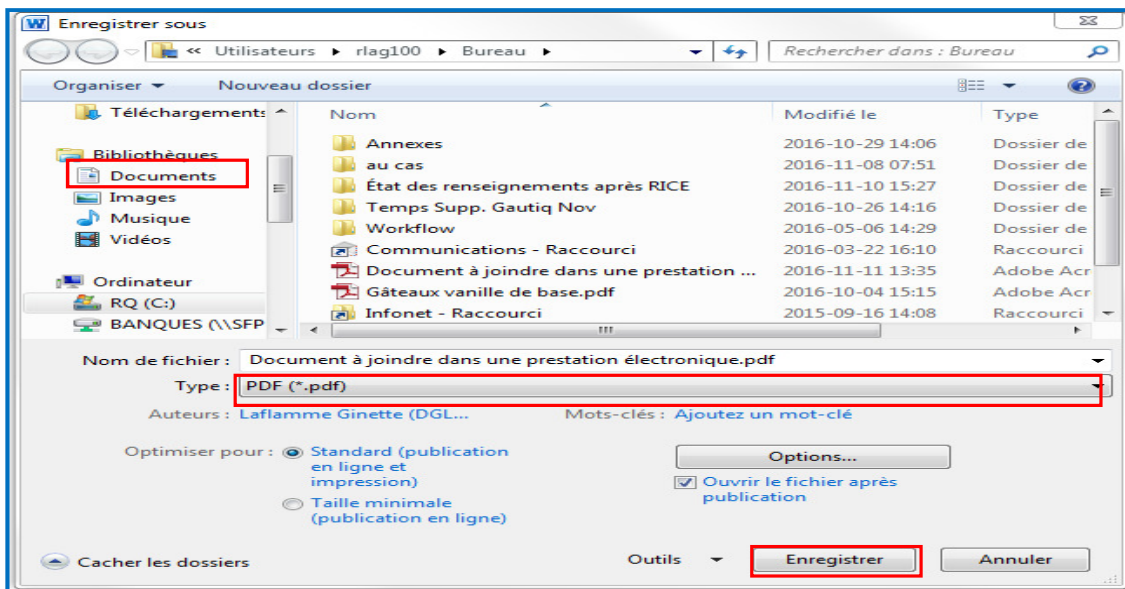 Enregistrer sous
« Utilisateurs ▸ rlag100 ▸ Bureau ▸
Rechercher dans : Bureau
Organiser ▾ Nouveau dossier
Téléchargements
Bibliothèques
Documents
Images
Musique
Vidéos
Ordinateur
RQ (C:)
BANQUES (\\SFP
Nom Modifié le Type
Annexes 2016-10-29 14:06 Dossier de
au cas 2016-11-08 07:51 Dossier de
État des renseignements après RICE 2016-11-10 15:27 Dossier de
Temps Supp. Gautiq Nov 2016-10-26 14:16 Dossier de
Workflow 2016-05-06 14:29 Dossier de
Communications - Raccourci 2016-03-22 16:10 Raccourci
Document à joindre dans une prestation ... 2016-11-11 13:35 Adobe Acr
Gâteaux vanille de base.pdf 2016-10-04 15:15 Adobe Acr
Infonet - Raccourci 2015-09-16 14:08 Raccourci
Nom de fichier : Document à joindre dans une prestation électronique.pdf
Type : PDF (*.pdf)
Auteurs : Laflamme Ginette (DGL... Mots-clés : Ajoutez un mot-clé
Optimiser pour : Standard (publication
en ligne et
impression)
Taille minimale
(publication en ligne)
Options...
Ouvrir le fichier après
publication
Cacher les dossiers
Outils ▾ Enregistrer Annuler